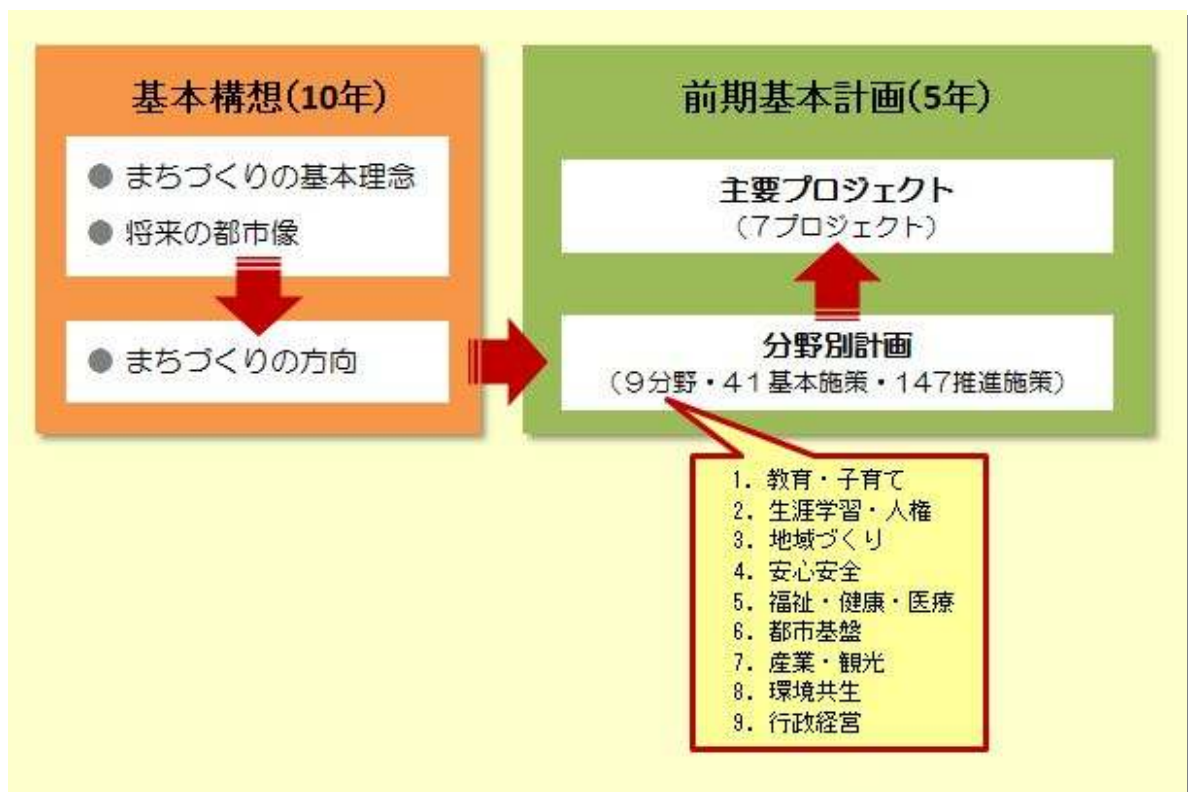 基本構想(10年)
● まちづくりの基本理念
● 将来の都市像
● まちづくりの方向
前期基本計画(5年)
主要プロジェクト
(7プロジェクト)
分野別計画
(9分野・41基本施策・147推進施策)
1. 教育・子育て
2. 生涯学習・人権
3. 地域づくり
4. 安心安全
5. 福祉・健康・医療
6. 都市基盤
7. 産業・観光
8. 環境共生
9. 行政経営